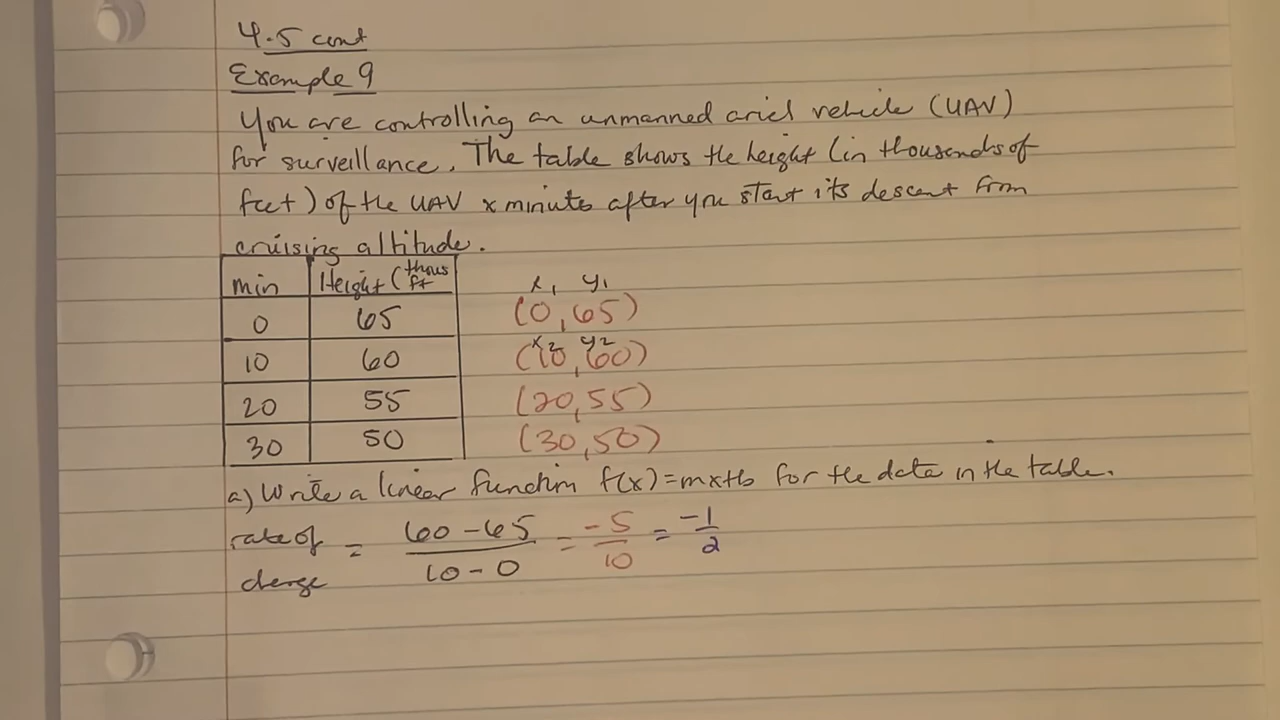 4.5 cont
Example 9
You are controlling an unmanned ariel vehicle (UAV)
for surveillance. The table shows the height (in thousands of
feet) of the UAV x minute after you start its descent from
cruising altitude.
min Height (thous ft
x1 y1
0 65 (0,65)
x2 y2
10 60 (10,60)
20 55 (20,55)
30 50 (30,50)
a) Write a linear function f(x)=mx+b for the data in the table.
rate of change = 60-65 / 10-0 = -5/10 = -1/2